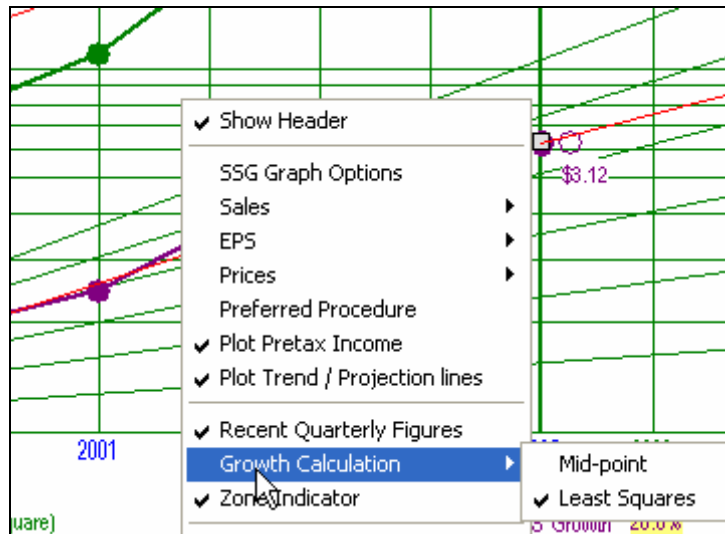 Show Header
$3.12
SSG Graph Options
Sales
EPS
Prices
Preferred Procedure
Plot Pretax Income
Plot Trend / Projection lines
Recent Quarterly Figures
2001
Growth Calculation
Mid-point
Zone Indicator
Least Squares
uare)
S Growth 20.0%